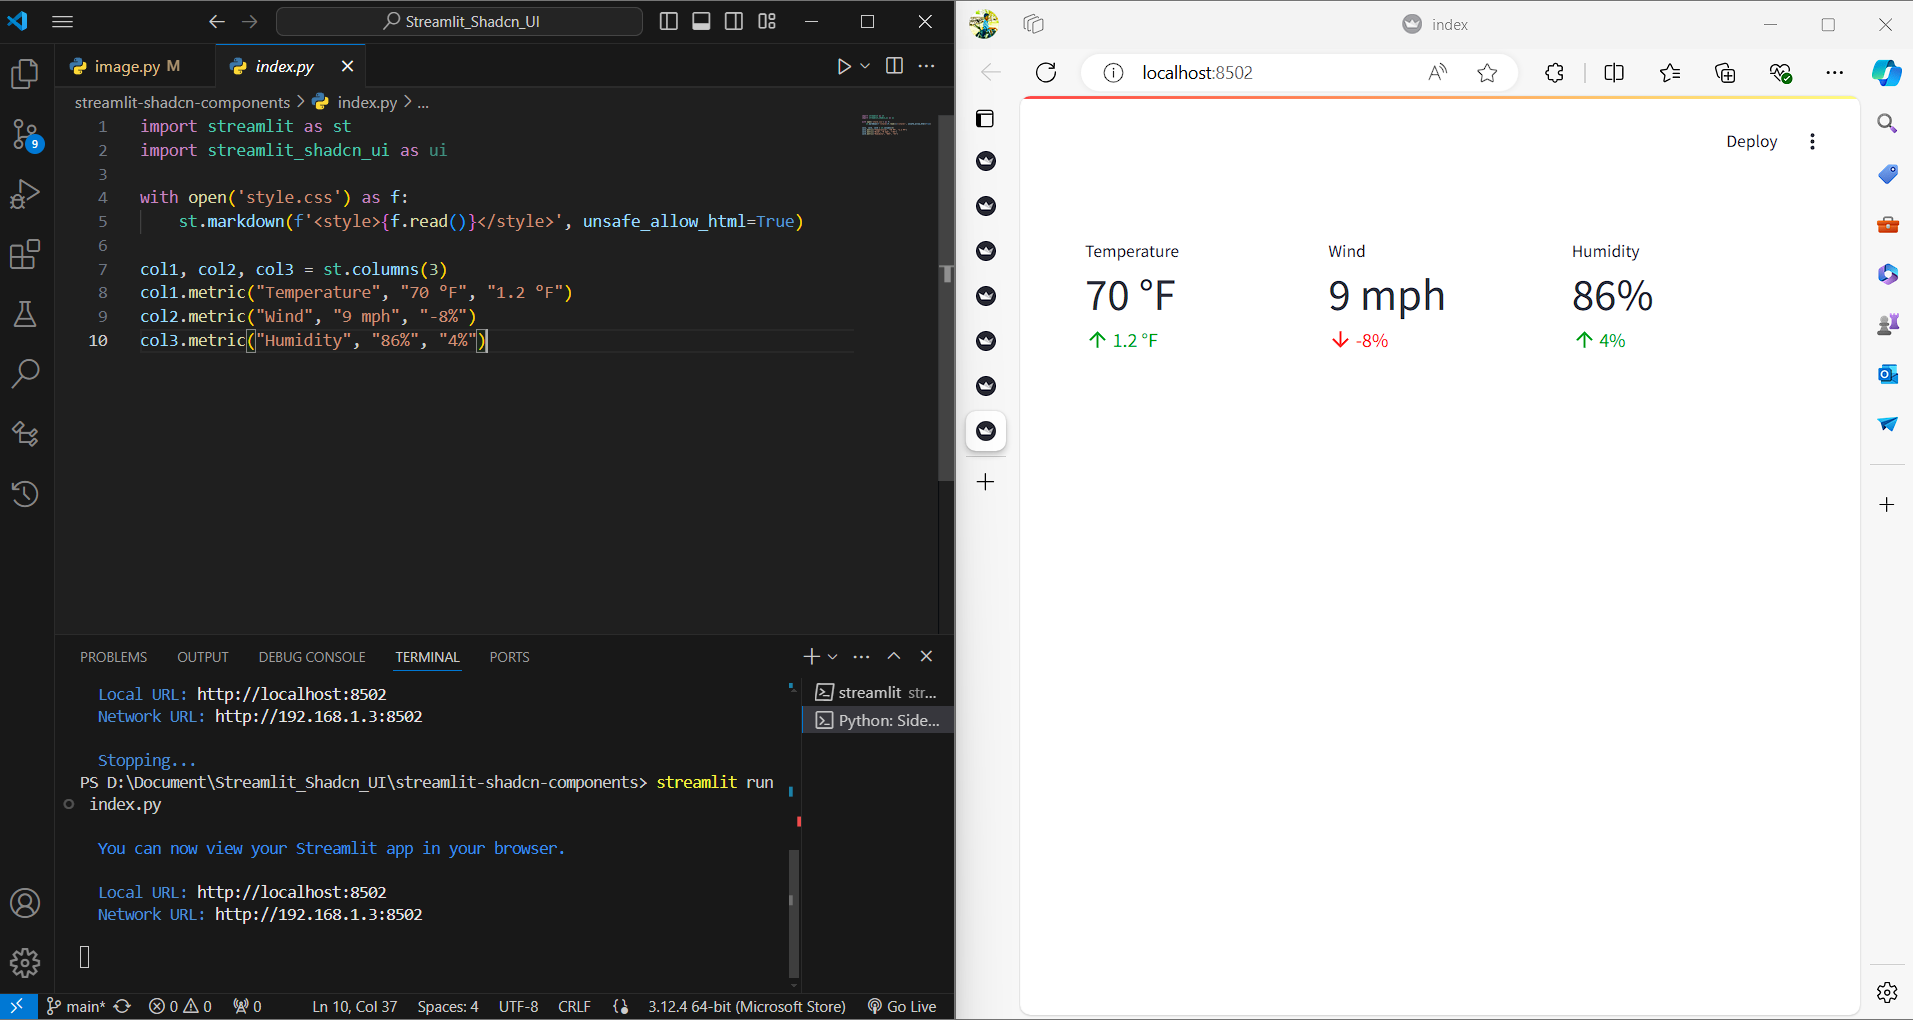 Streamlit_Shadcn_UI
image.py M
index.py
streamlit-shadcn-components > index.py > ...
1 import streamlit as st
2 import streamlit_shadcn_ui as ui
3
4 with open('style.css') as f:
5 st.markdown(f'<style>{f.read()}</style>', unsafe_allow_html=True)
6
7 col1, col2, col3 = st.columns(3)
8 col1.metric("Temperature", "70 °F", "1.2 °F")
9 col2.metric("Wind", "9 mph", "-8%")
10 col3.metric("Humidity", "86%", "4%")
9
PROBLEMS OUTPUT DEBUG CONSOLE TERMINAL PORTS
Local URL: http://localhost:8502
Network URL: http://192.168.1.3:8502
Stopping...
PS D:\Document\Streamlit_Shadcn_UI\streamlit-shadcn-components> streamlit run
index.py
You can now view your Streamlit app in your browser.
Local URL: http://localhost:8502
Network URL: http://192.168.1.3:8502
streamlit str...
Python: Side...
main* 0 0 0 Ln 10, Col 37 Spaces: 4 UTF-8 CRLF 3.12.4 64-bit (Microsoft Store) Go Live
index
localhost:8502
Deploy
Temperature Wind Humidity
70 °F 9 mph 86%
1.2 °F -8% 4%